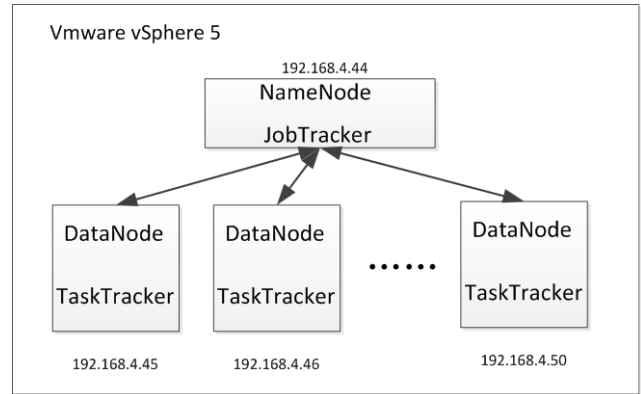 Vmware vSphere 5
192.168.4.44
NameNode
JobTracker
DataNode
TaskTracker
192.168.4.45
DataNode
TaskTracker
192.168.4.46
......
DataNode
TaskTracker
192.168.4.50